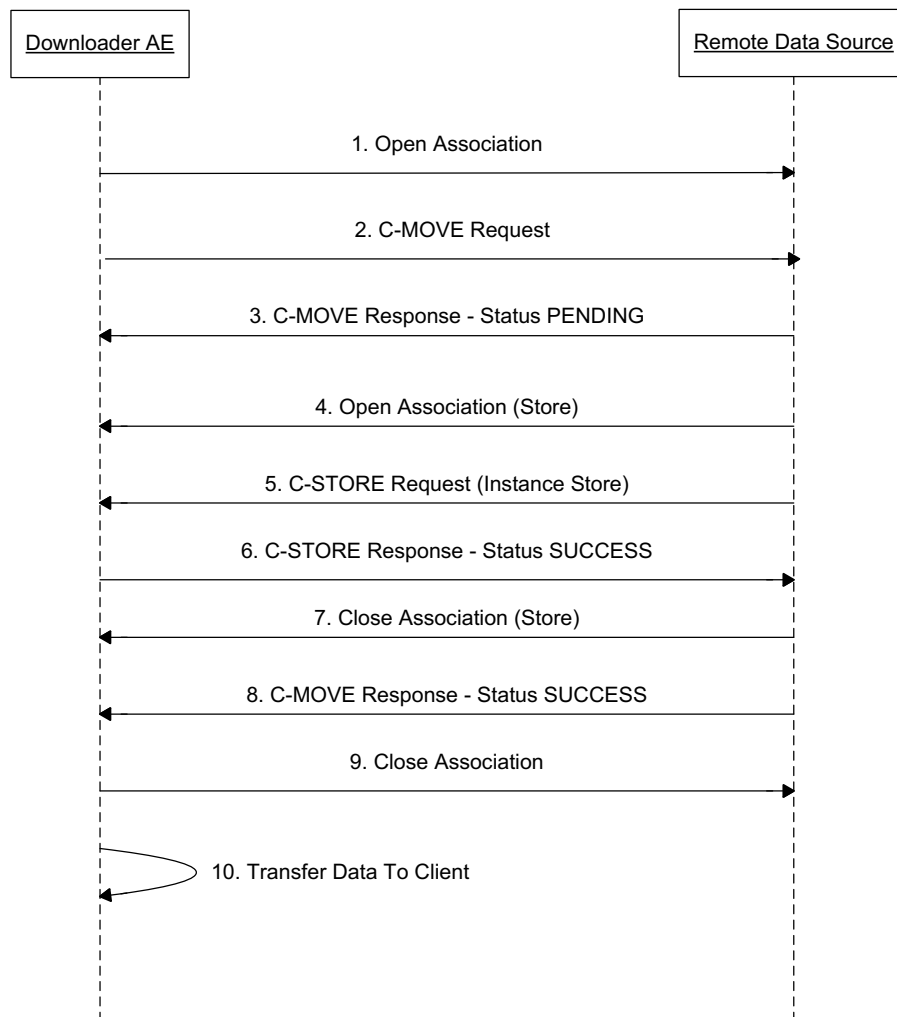 Downloader AE
Remote Data Source
1. Open Association
2. C-MOVE Request
3. C-MOVE Response - Status PENDING
4. Open Association (Store)
5. C-STORE Request (Instance Store)
6. C-STORE Response - Status SUCCESS
7. Close Association (Store)
8. C-MOVE Response - Status SUCCESS
9. Close Association
10. Transfer Data To Client